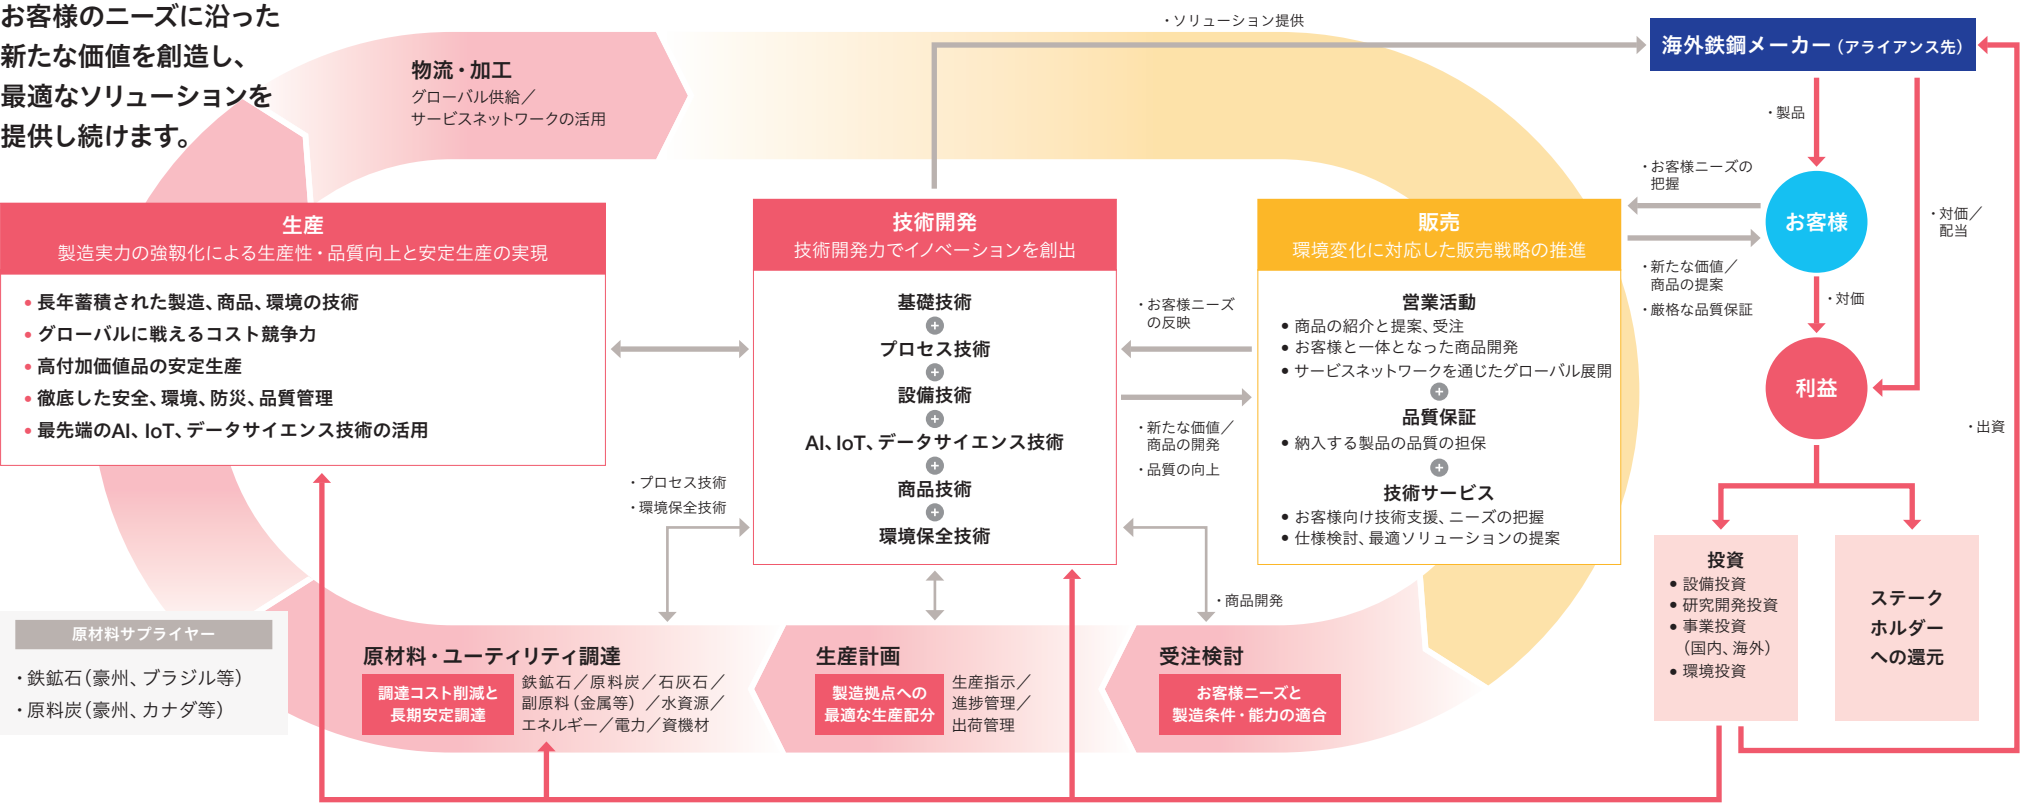 お客様のニーズに沿った
新たな価値を創造し、
最適なソリューションを
提供し続けます。
物流・加工
グローバル供給／
サービスネットワークの活用
・ソリューション提供
海外鉄鋼メーカー（アライアンス先）
・製品
・お客様ニーズの
把握
お客様
・対価／
配当
・新たな価値／
商品の提案
・厳格な品質保証
・対価
利益
・出資
生産
製造実力の強靱化による生産性・品質向上と安定生産の実現
• 長年蓄積された製造、商品、環境の技術
• グローバルに戦えるコスト競争力
• 高付加価値品の安定生産
• 徹底した安全、環境、防災、品質管理
• 最先端のAI、IoT、データサイエンス技術の活用
技術開発
技術開発力でイノベーションを創出
基礎技術
+
プロセス技術
+
設備技術
+
AI、IoT、データサイエンス技術
+
商品技術
+
環境保全技術
・お客様ニーズ
の反映
・新たな価値／
商品の開発
・品質の向上
販売
環境変化に対応した販売戦略の推進
営業活動
• 商品の紹介と提案、受注
• お客様と一体となった商品開発
• サービスネットワークを通じたグローバル展開
+
品質保証
• 納入する製品の品質の担保
+
技術サービス
• お客様向け技術支援、ニーズの把握
• 仕様検討、最適ソリューションの提案
・プロセス技術
・環境保全技術
・商品開発
投資
• 設備投資
• 研究開発投資
• 事業投資
（国内、海外）
• 環境投資
ステーク
ホルダー
への還元
原材料サプライヤー
・鉄鉱石（豪州、ブラジル等）
・原料炭（豪州、カナダ等）
原材料・ユーティリティ調達
調達コスト削減と
長期安定調達
鉄鉱石／原料炭／石灰石／
副原料（金属等）／水資源／
エネルギー／電力／資機材
生産計画
製造拠点への
最適な生産配分
生産指示／
進捗管理／
出荷管理
受注検討
お客様ニーズと
製造条件・能力の適合